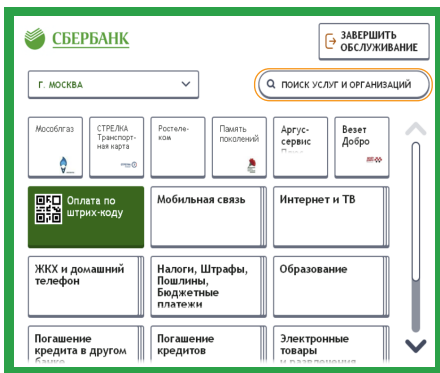 СБЕРБАНК
ЗАВЕРШИТЬ
ОБСЛУЖИВАНИЕ
Г. МОСКВА
ПОИСК УСЛУГ И ОРГАНИЗАЦИЙ
Мособлгаз
СТРЕЛКА
Транспорт-
ная карта
Ростеле-
ком
Память
поколений
Аргус-
сервис
Везет
Добро
Оплата по
штрих-коду
Мобильная связь
Интернет и ТВ
ЖКХ и домашний
телефон
Налоги, Штрафы,
Пошлины,
Бюджетные
платежи
Образование
Погашение
кредита в другом
банке
Погашение
кредитов
Электронные
товары
и развлечения